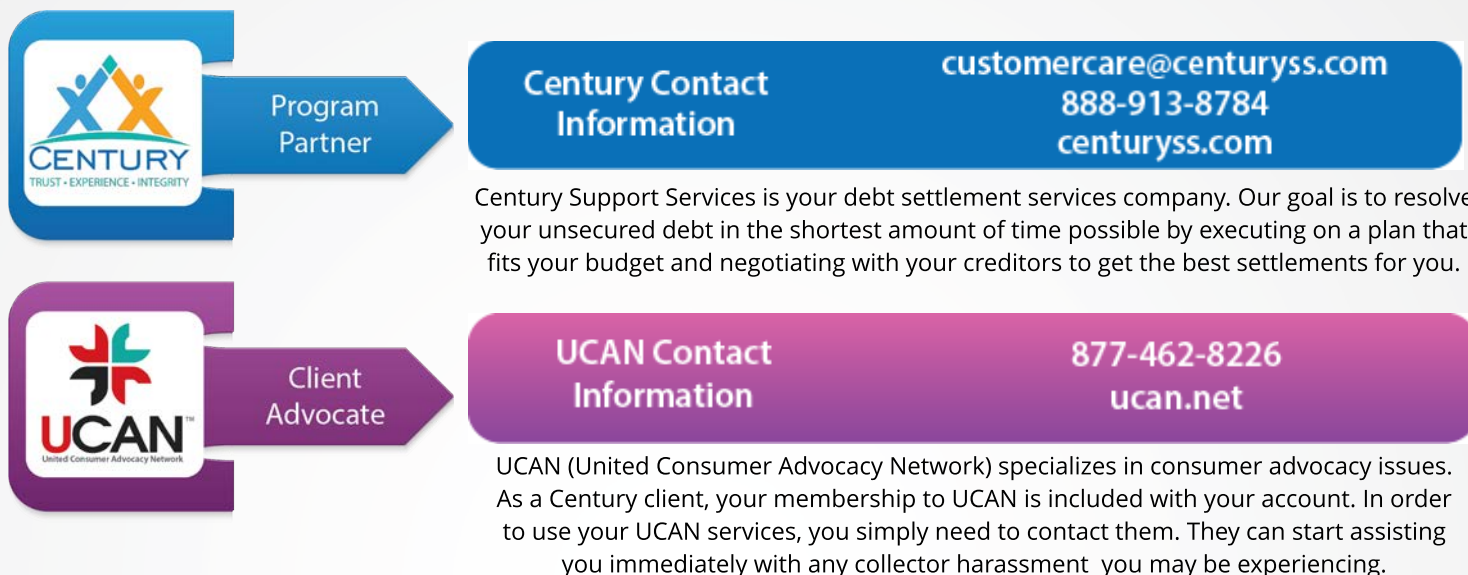 CENTURY
TRUST • EXPERIENCE • INTEGRITY
Program
Partner
Century Contact
Information
customercare@centuryss.com
888-913-8784
centuryss.com
Century Support Services is your debt settlement services company. Our goal is to resolve
your unsecured debt in the shortest amount of time possible by executing on a plan that
fits your budget and negotiating with your creditors to get the best settlements for you.
UCAN™
United Consumer Advocacy Network
Client
Advocate
UCAN Contact
Information
877-462-8226
ucan.net
UCAN (United Consumer Advocacy Network) specializes in consumer advocacy issues.
As a Century client, your membership to UCAN is included with your account. In order
to use your UCAN services, you simply need to contact them. They can start assisting
you immediately with any collector harassment you may be experiencing.